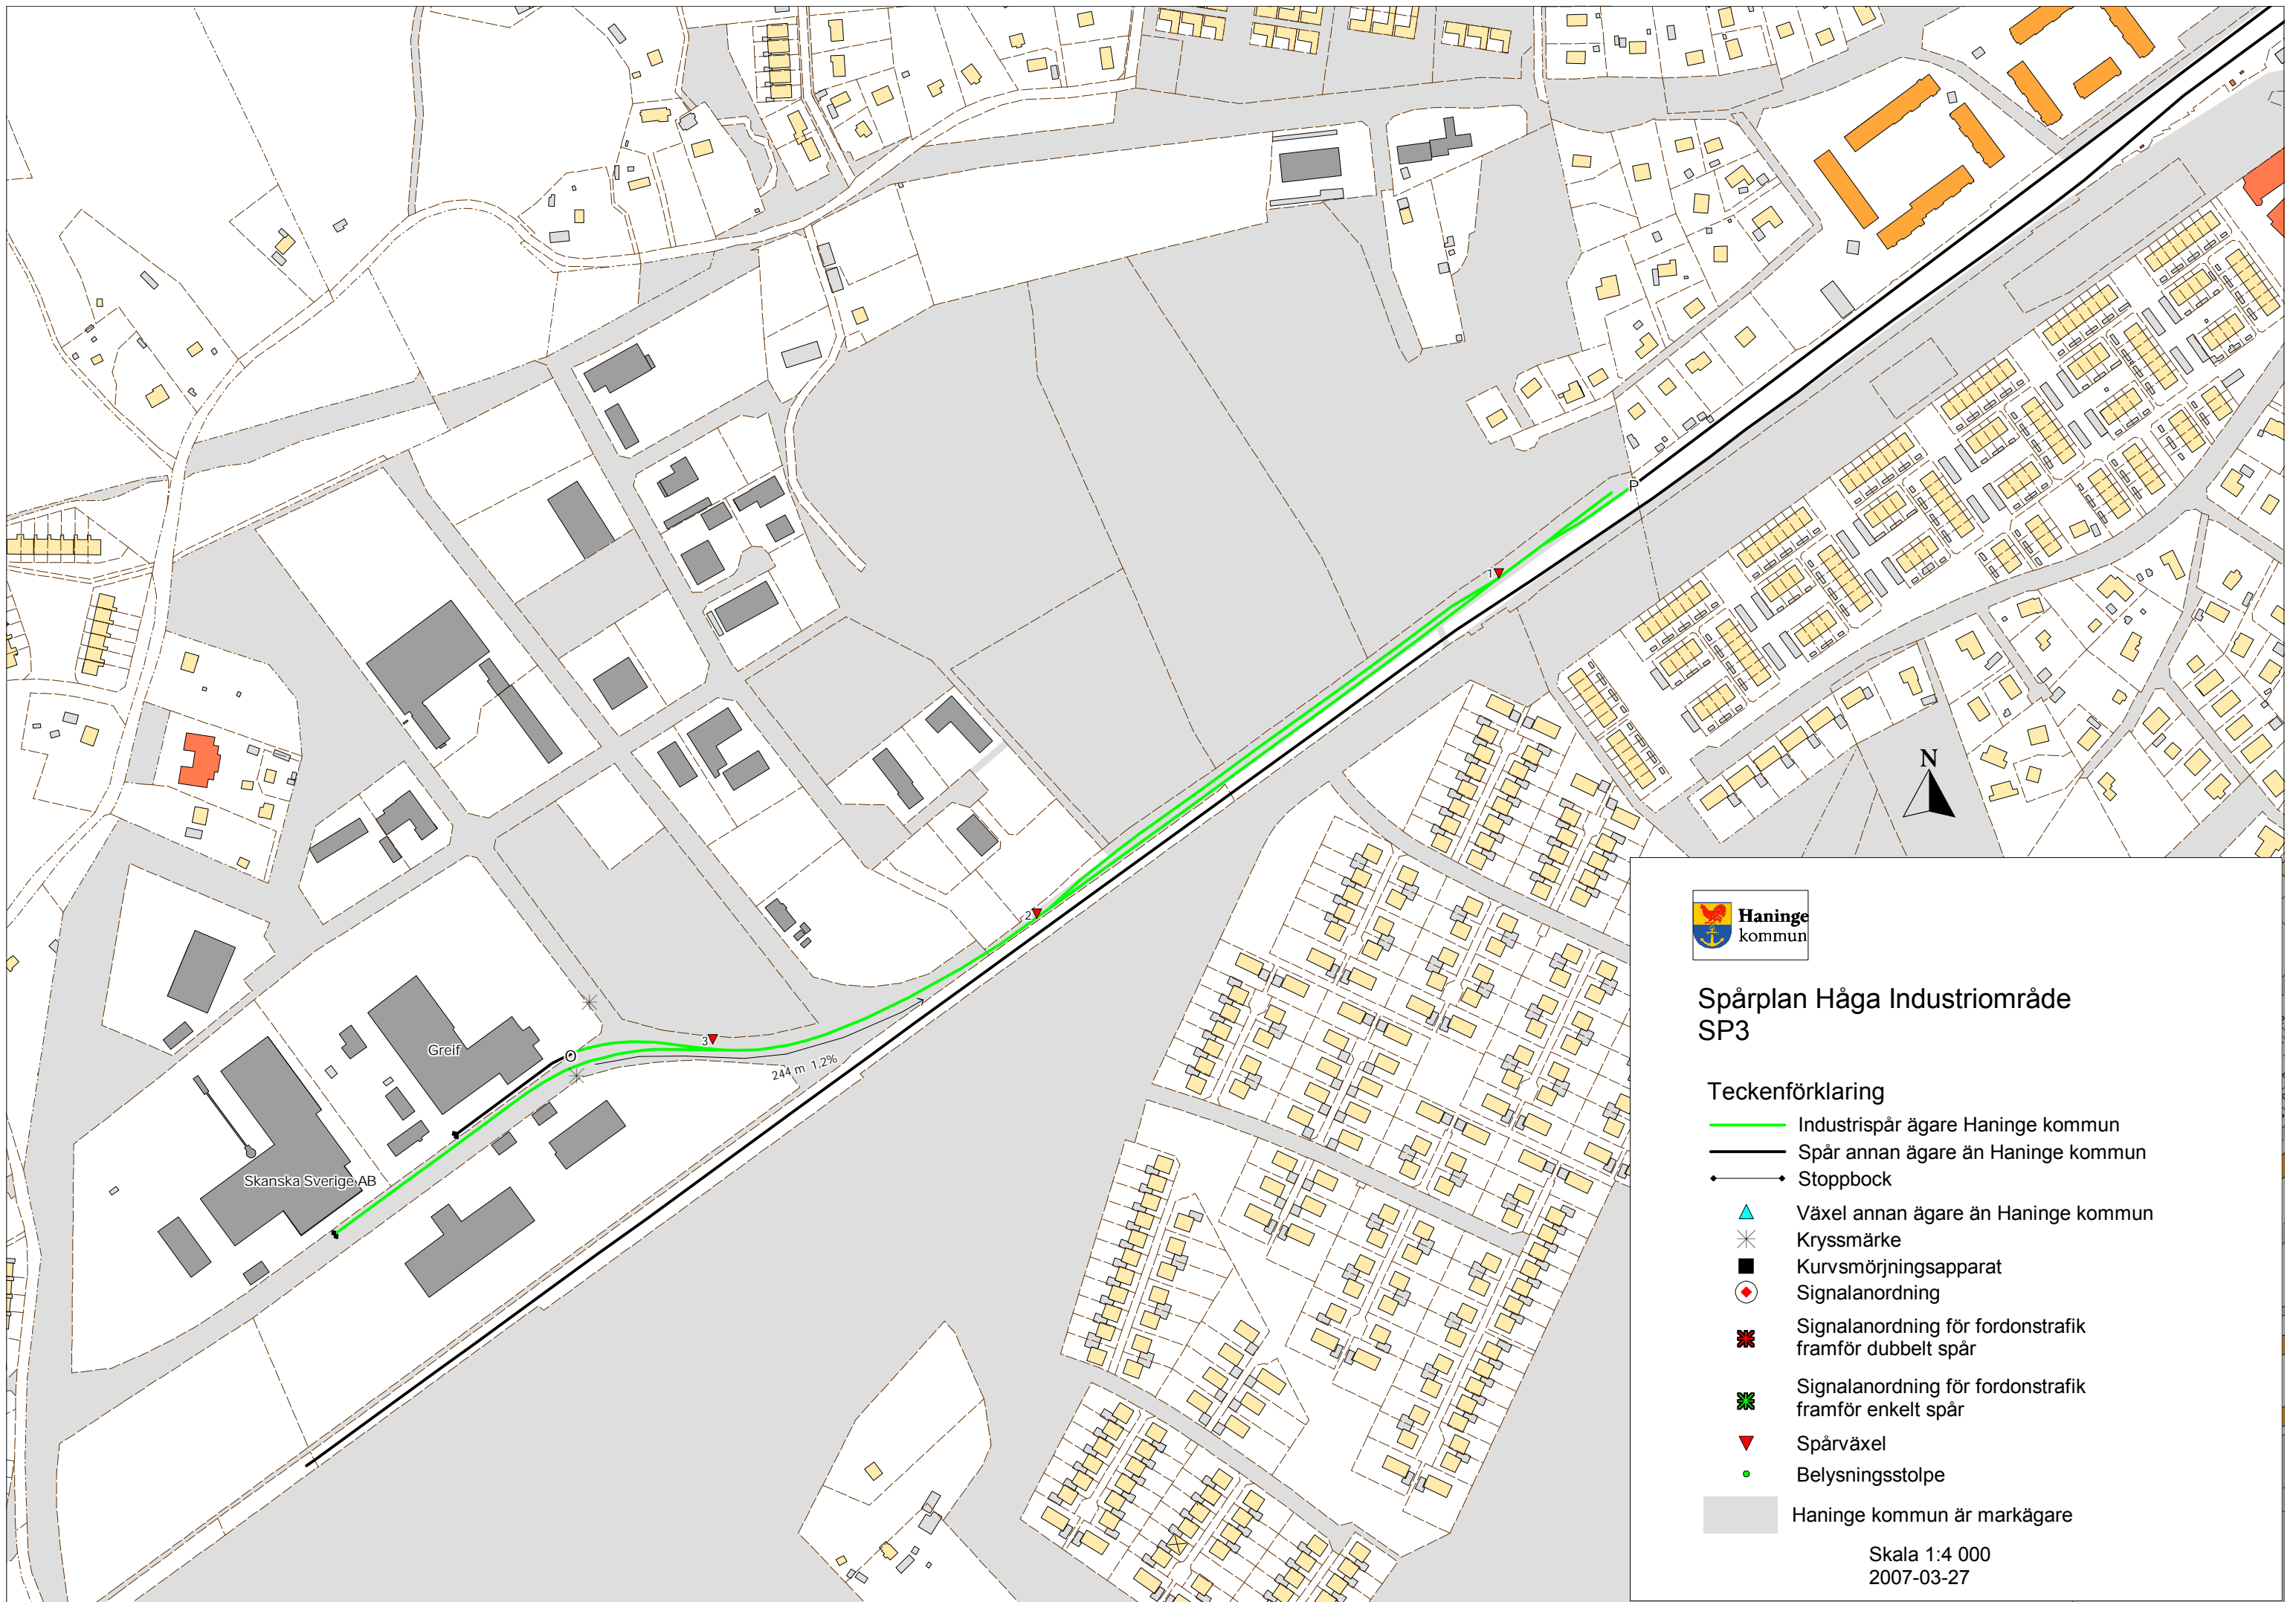 P
1
2
3
O
244 m 1,2%
Greif
Skanska Sverige AB
N
Haninge
kommun
Spårplan Håga Industriområde
SP3
Teckenförklaring
Industrispår ägare Haninge kommun
Spår annan ägare än Haninge kommun
Stoppbock
Växel annan ägare än Haninge kommun
Kryssmärke
Kurvsmörjningsapparat
Signalanordning
Signalanordning för fordonstrafik
framför dubbelt spår
Signalanordning för fordonstrafik
framför enkelt spår
Spårväxel
Belysningsstolpe
Haninge kommun är markägare
Skala 1:4 000
2007-03-27